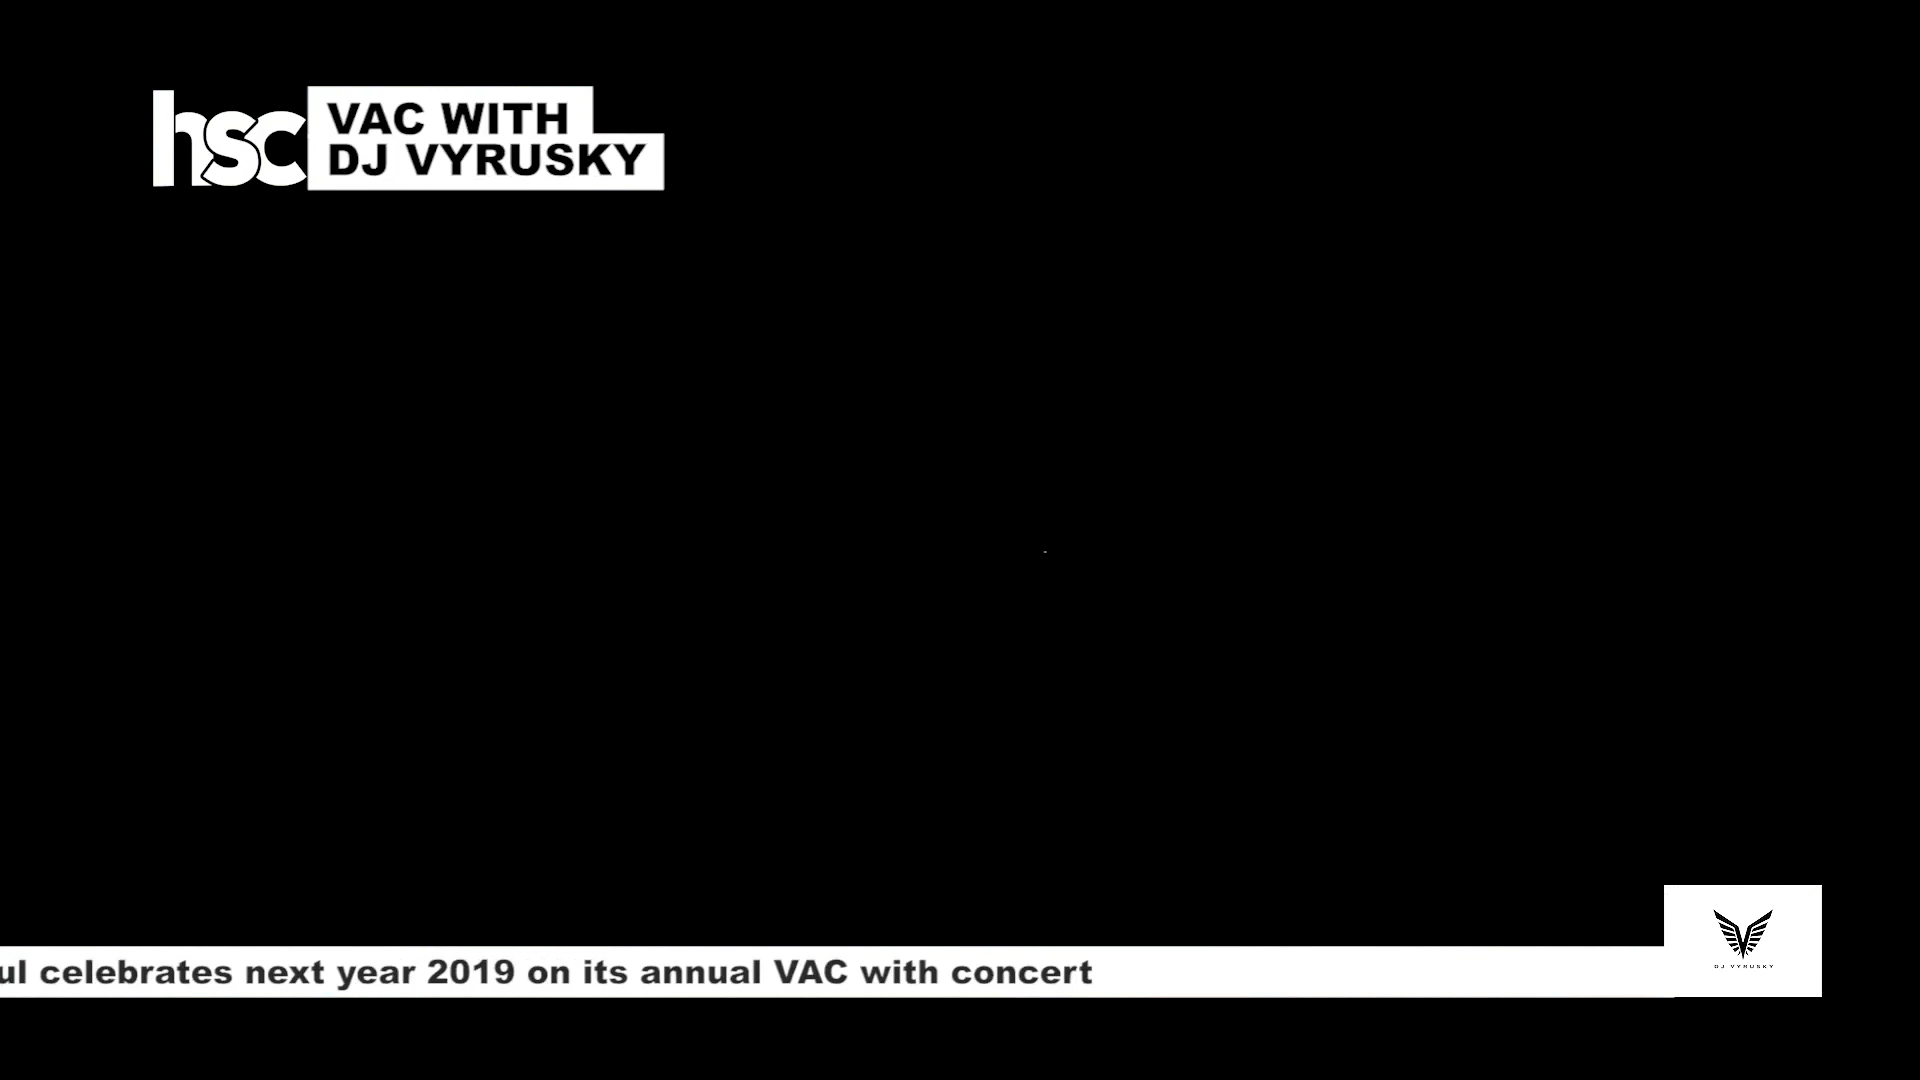 hsc
VAC WITH
DJ VYRUSKY
ul celebrates next year 2019 on its annual VAC with concert
DJ VYRUSKY